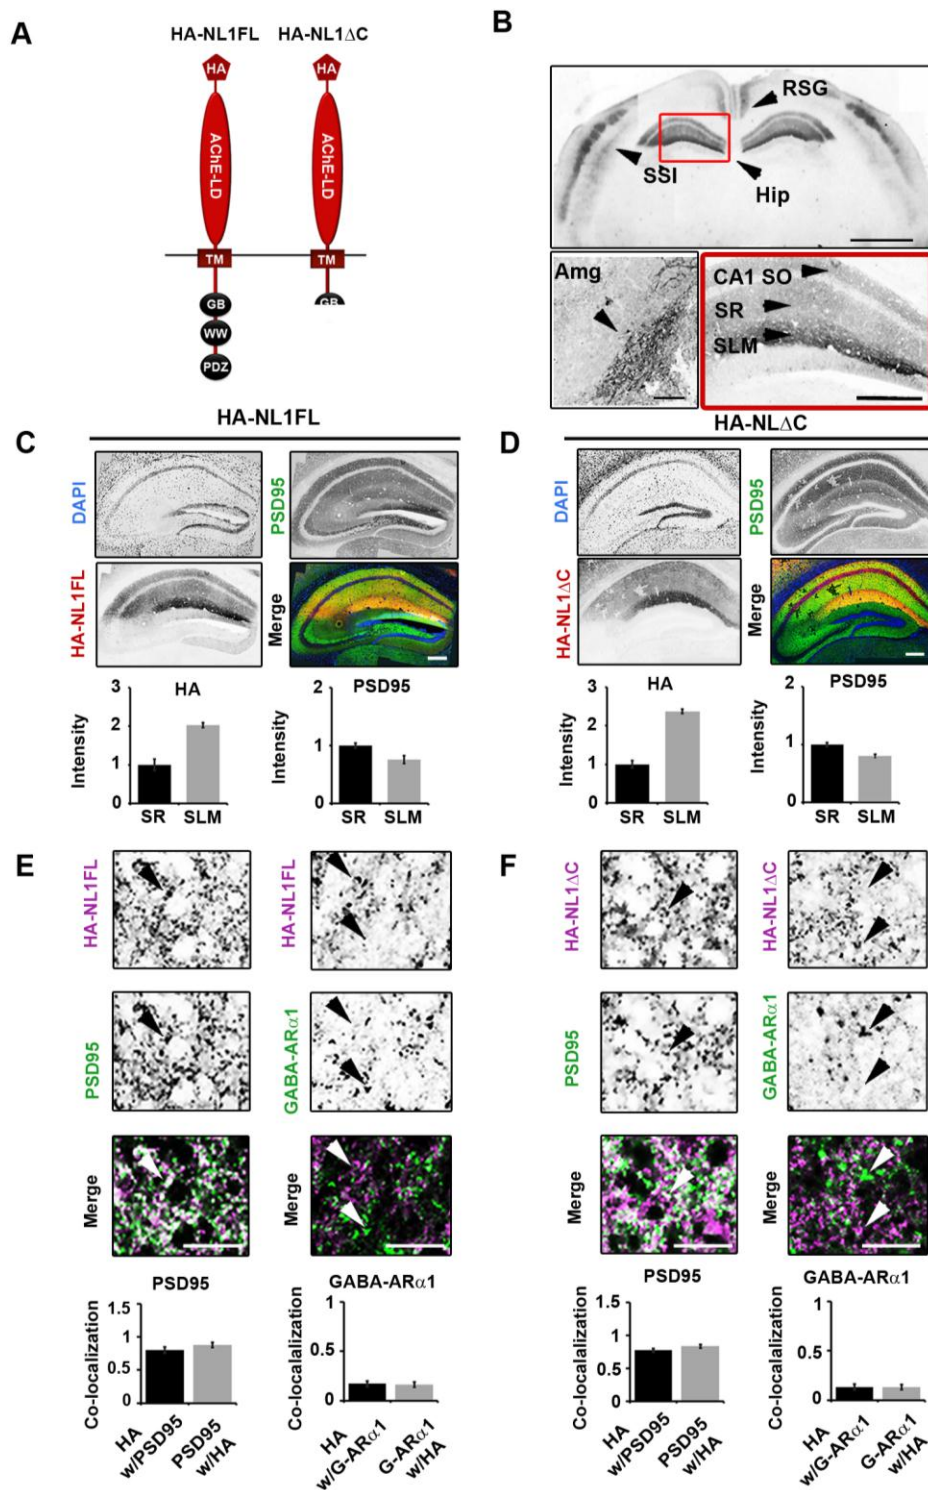 A
HA-NL1FL HA-NL1ΔC
HA HA
AChE-LD AChE-LD
TM TM
GB GB
WW
PDZ
B
RSG
SSI
Hip
Amg
CA1 SO
SR
SLM
HA-NL1FL
C
DAPI
PSD95
HA-NL1FL
Merge
HA
Intensity
3
2
1
0
SR SLM
PSD95
Intensity
2
1
0
SR SLM
HA-NLΔC
D
DAPI
PSD95
HA-NL1ΔC
Merge
HA
Intensity
3
2
1
0
SR SLM
PSD95
Intensity
2
1
0
SR SLM
E
HA-NL1FL
HA-NL1FL
PSD95
GABA-ARα1
Merge
Merge
PSD95
Co-localization
1.5
1
0.5
0
HA
w/PSD95
PSD95
w/HA
GABA-ARα1
Co-localalization
1
0.5
0
HA
w/G-ARα1
G-ARα1
w/HA
F
HA-NL1ΔC
HA-NL1ΔC
PSD95
GABA-ARα1
Merge
Merge
PSD95
Co-localization
1.5
1
0.5
0
HA
w/PSD95
PSD95
w/HA
GABA-ARα1
Co-localization
1
0.5
0
HA
w/G-ARα1
G-ARα1
w/HA